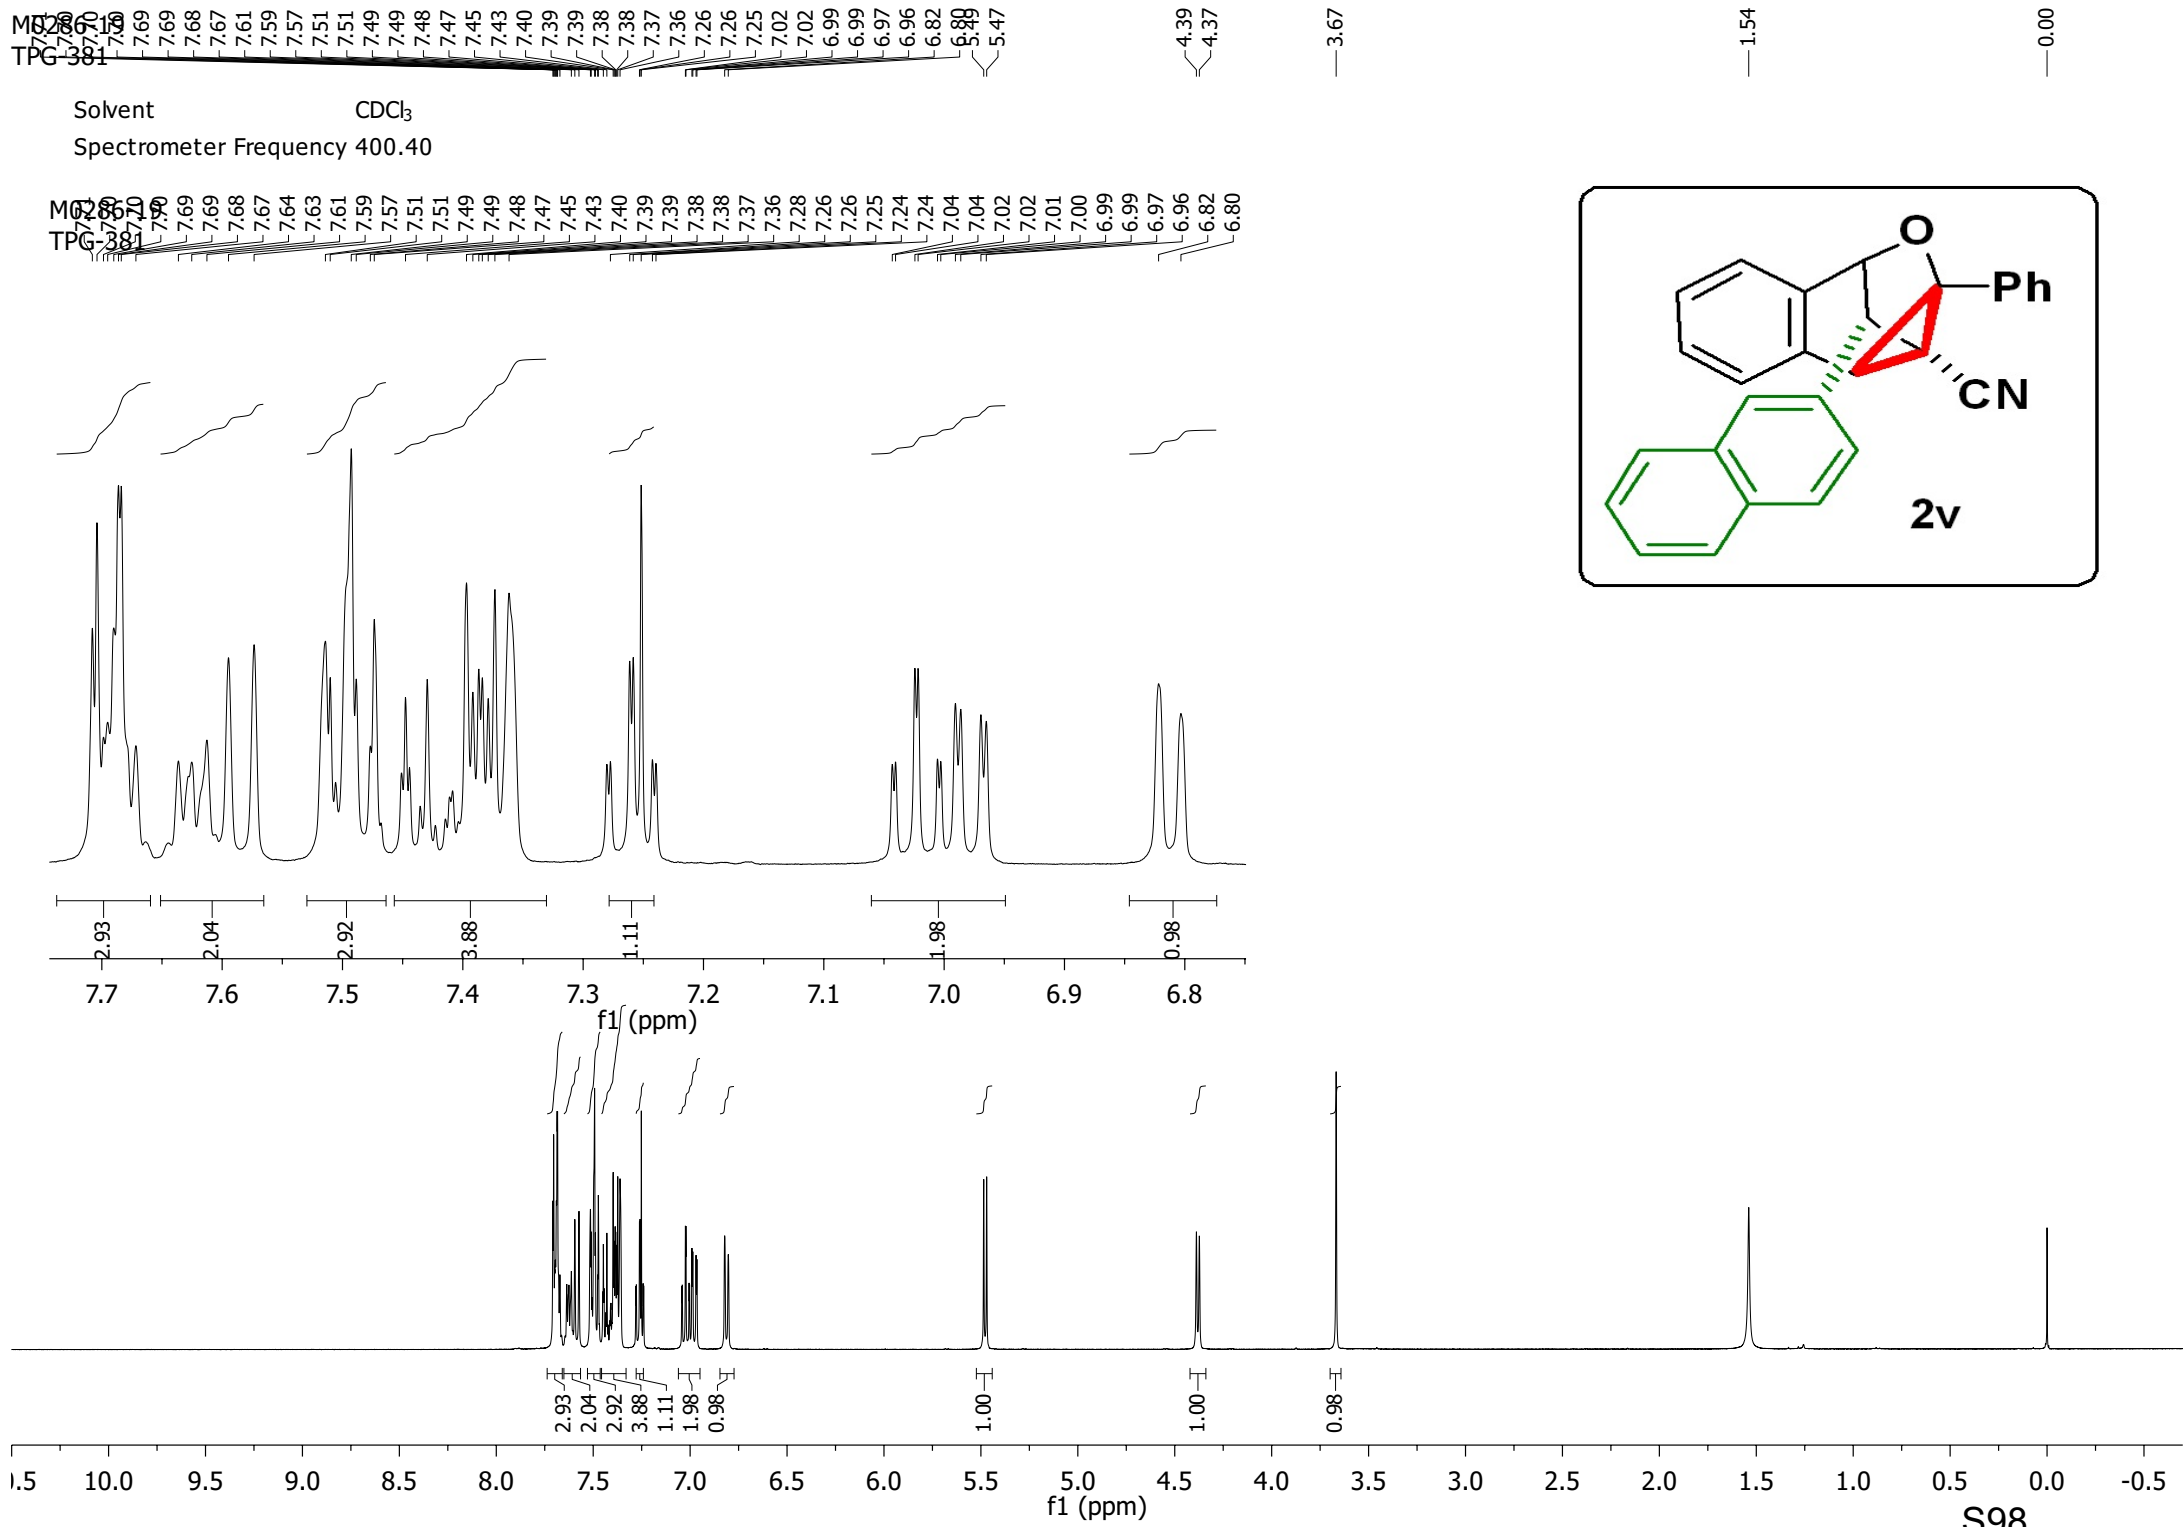 M0286-19
TPG-381
7.70 7.69 7.69 7.68 7.67 7.61 7.59 7.57 7.51 7.51 7.49 7.49 7.48 7.47 7.45 7.43 7.40 7.39 7.39 7.38 7.38 7.37 7.36 7.26 7.26 7.25 7.02 7.02 6.99 6.99 6.97 6.96 6.82 6.80 5.49 5.47 4.39 4.37 3.67 1.54 0.00
Solvent CDCl₃
Spectrometer Frequency 400.40
M0286-19
TPG-381
7.70 7.69 7.69 7.68 7.67 7.64 7.63 7.61 7.59 7.57 7.51 7.51 7.49 7.49 7.48 7.47 7.45 7.43 7.40 7.39 7.39 7.38 7.38 7.37 7.36 7.28 7.26 7.26 7.25 7.24 7.24 7.04 7.04 7.02 7.02 7.01 7.00 6.99 6.99 6.97 6.96 6.82 6.80
O
Ph
CN
2v
2.93 2.04 2.92 3.88 1.11 1.98 0.98
7.7 7.6 7.5 7.4 7.3 7.2 7.1 7.0 6.9 6.8
f1 (ppm)
2.93 2.04 2.92 3.88 1.11 1.98 0.98 1.00 1.00 0.98
).5 10.0 9.5 9.0 8.5 8.0 7.5 7.0 6.5 6.0 5.5 5.0 4.5 4.0 3.5 3.0 2.5 2.0 1.5 1.0 0.5 0.0 -0.5
f1 (ppm)
S98